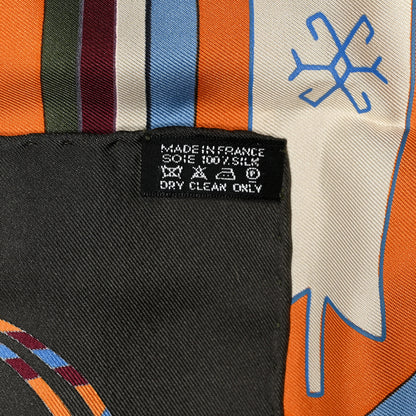 MADE IN FRANCE
SOIE 100% SILK
P
DRY CLEAN ONLY